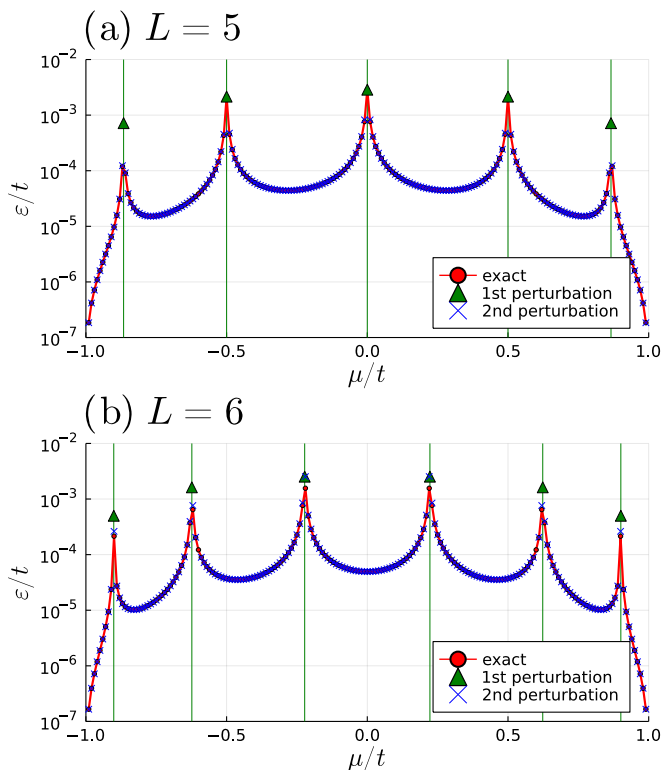 (a) L = 5
10⁻²
10⁻³
10⁻⁴
10⁻⁵
10⁻⁶
10⁻⁷
ε/t
exact
1st perturbation
2nd perturbation
−1.0 −0.5 0.0 0.5 1.0
μ/t
(b) L = 6
10⁻²
10⁻³
10⁻⁴
10⁻⁵
10⁻⁶
10⁻⁷
ε/t
exact
1st perturbation
2nd perturbation
−1.0 −0.5 0.0 0.5 1.0
μ/t